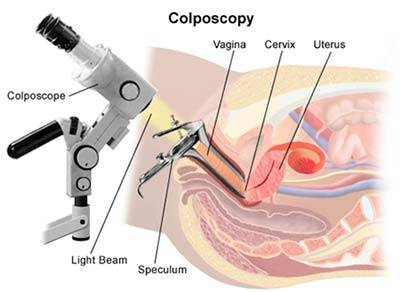 Colposcopy
Vagina
Cervix
Uterus
Colposcope
Light Beam
Speculum